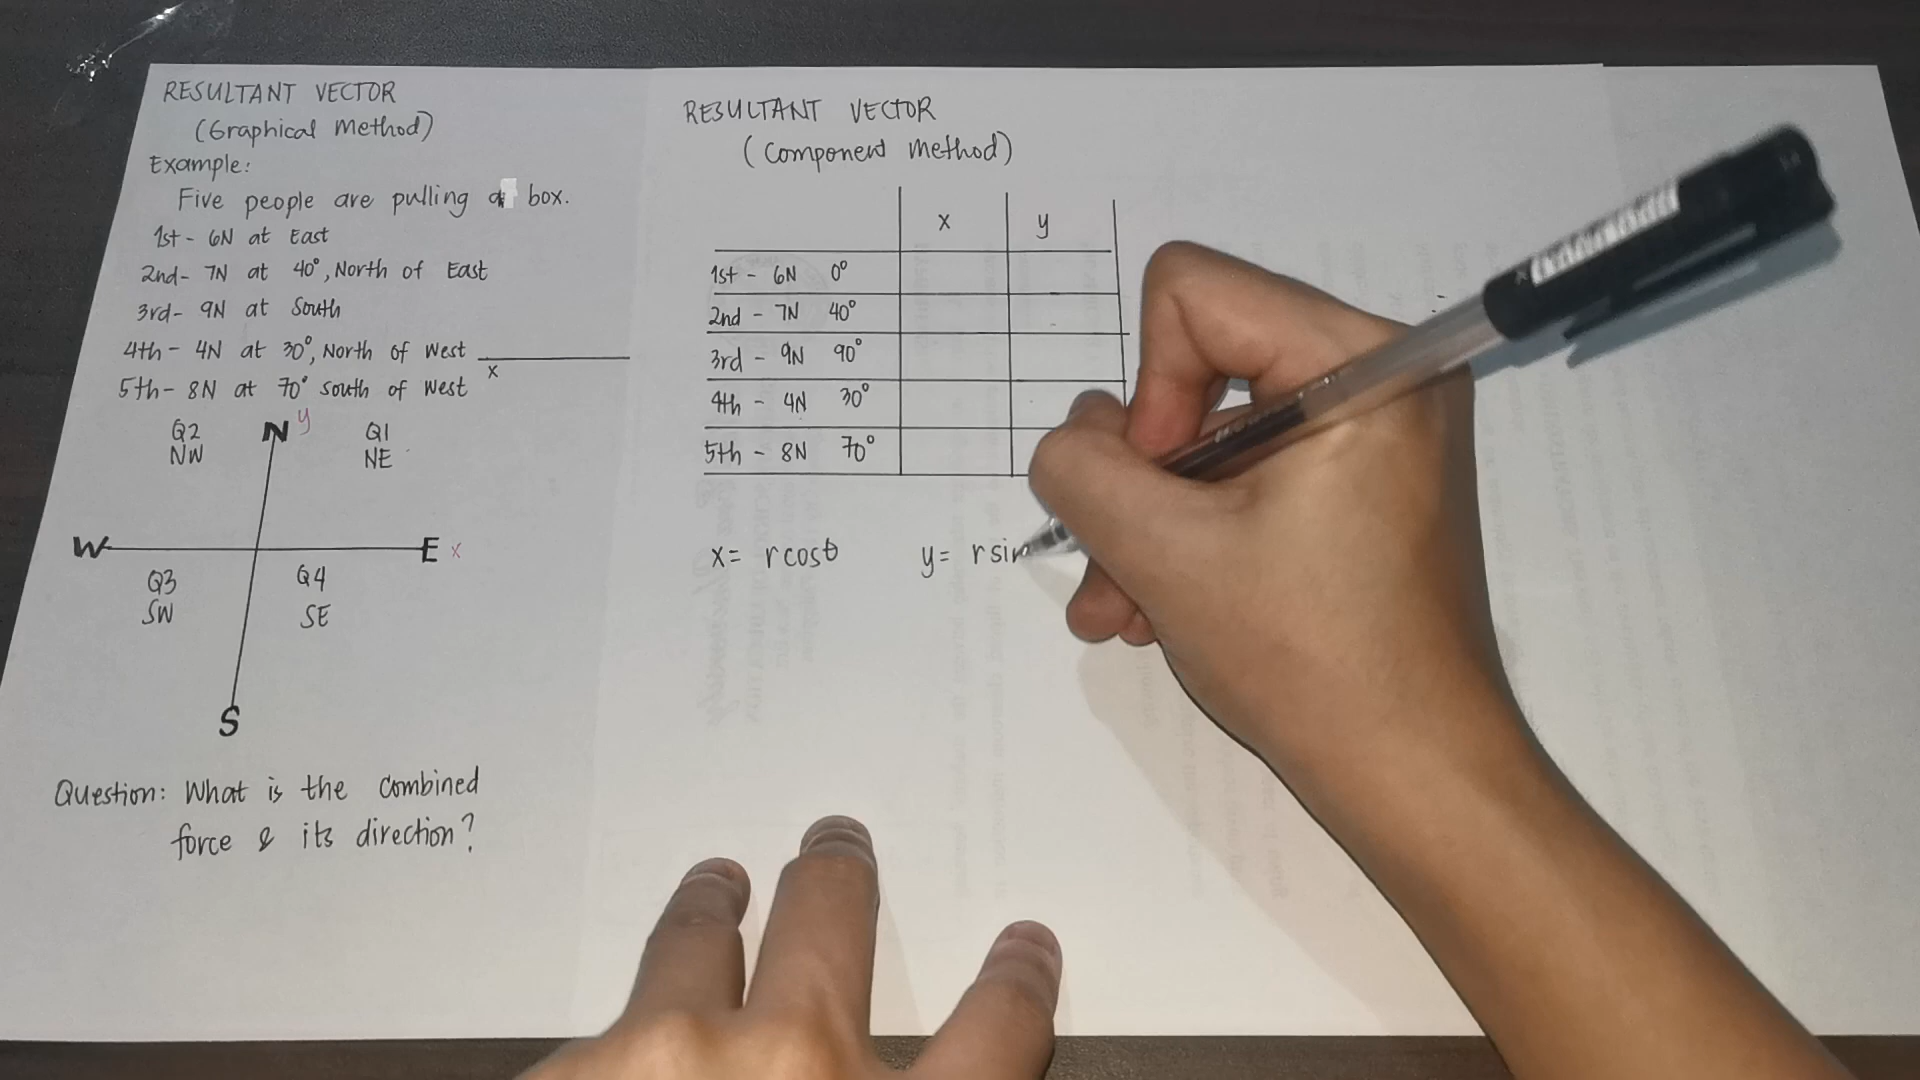 RESULTANT VECTOR
(Graphical Method)
Example:
Five people are pulling a box.
1st - 6N at East
2nd - 7N at 40°, North of East
3rd - 9N at South
4th - 4N at 30°, North of West
5th - 8N at 70° South of West
x
N y
Q2
NW
Q1
NE
W
E x
Q3
SW
Q4
SE
S
Question: What is the combined
force & its direction?
RESULTANT VECTOR
(Component Method)
x y
1st - 6N 0°
2nd - 7N 40°
3rd - 9N 90°
4th - 4N 30°
5th - 8N 70°
x = r cosθ y = r sin